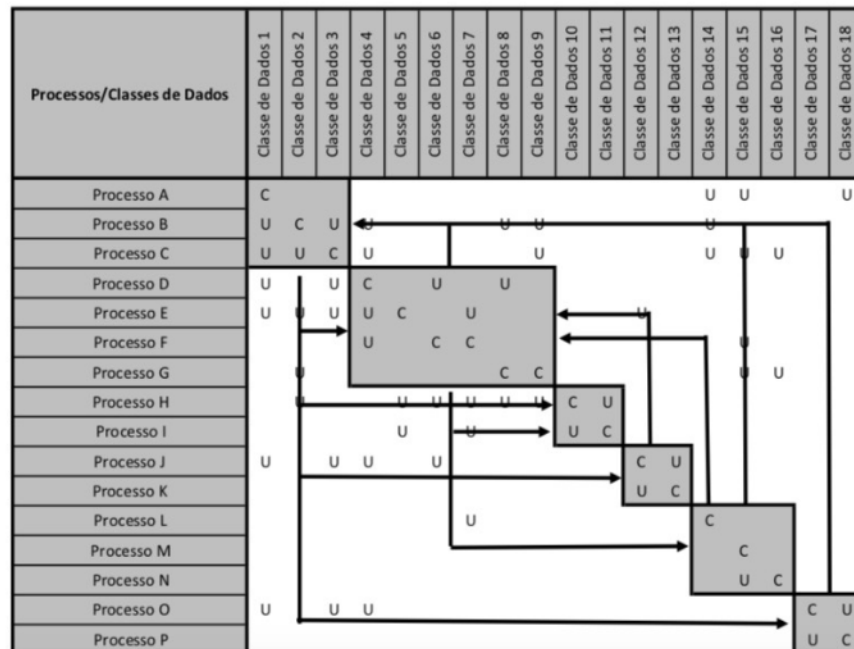 Processos/Classes de Dados
Classe de Dados 1
Classe de Dados 2
Classe de Dados 3
Classe de Dados 4
Classe de Dados 5
Classe de Dados 6
Classe de Dados 7
Classe de Dados 8
Classe de Dados 9
Classe de Dados 10
Classe de Dados 11
Classe de Dados 12
Classe de Dados 13
Classe de Dados 14
Classe de Dados 15
Classe de Dados 16
Classe de Dados 17
Classe de Dados 18
Processo A C U U U
Processo B U C U U U U U
Processo C U U C U U U U U
Processo D U U C U U
Processo E U U U U C U U
Processo F U C C U
Processo G U C C U U
Processo H U U U U U U C U
Processo I U U U C
Processo J U U U U C U
Processo K U C
Processo L U C
Processo M C
Processo N U C
Processo O U U U C U
Processo P U C